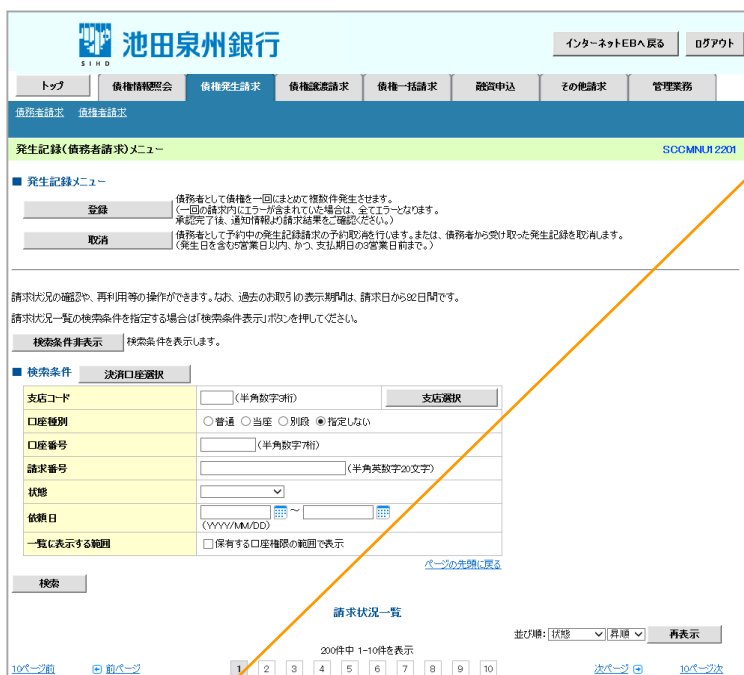 池田泉州銀行
SIHD
インターネットEBへ戻る ログアウト
トップ 債権情報照会 債権発生請求 債権譲渡請求 債権一括請求 融資申込 その他請求 管理業務
債務者請求 債権者請求
発生記録(債務者請求)メニュー SCCMNU12201
■ 発生記録メニュー
登録
債務者として債権を一回にまとめて複数件発生させます。
(一回の請求内にエラーが含まれていた場合は、全てエラーとなります。
承認完了後、通知情報より請求結果をご確認ください。)
取消
債務者として予約中の発生記録請求の予約取消を行います。または、債務者から受け取った発生記録を取消します。
(発生日を含む5営業日以内、かつ、支払期日の3営業日前まで。)
請求状況の確認や、再利用等の操作ができます。なお、過去のお取引の表示期間は、請求日から92日間です。
請求状況一覧の検索条件を指定する場合は「検索条件表示」ボタンを押してください。
検索条件非表示 検索条件を表示します。
■ 検索条件 決済口座選択
支店コード (半角数字3桁) 支店選択
口座種別 普通 当座 別段 指定しない
口座番号 (半角数字7桁)
請求番号 (半角英数字20文字)
状態
依頼日 ~
(YYYY/MM/DD)
一覧に表示する範囲 保有する口座権限の範囲で表示
ページの先頭に戻る
検索
請求状況一覧
並び順: 状態 昇順 再表示
200件中 1-10件を表示
10ページ前 前ページ 1 2 3 4 5 6 7 8 9 10 次ページ 10ページ次